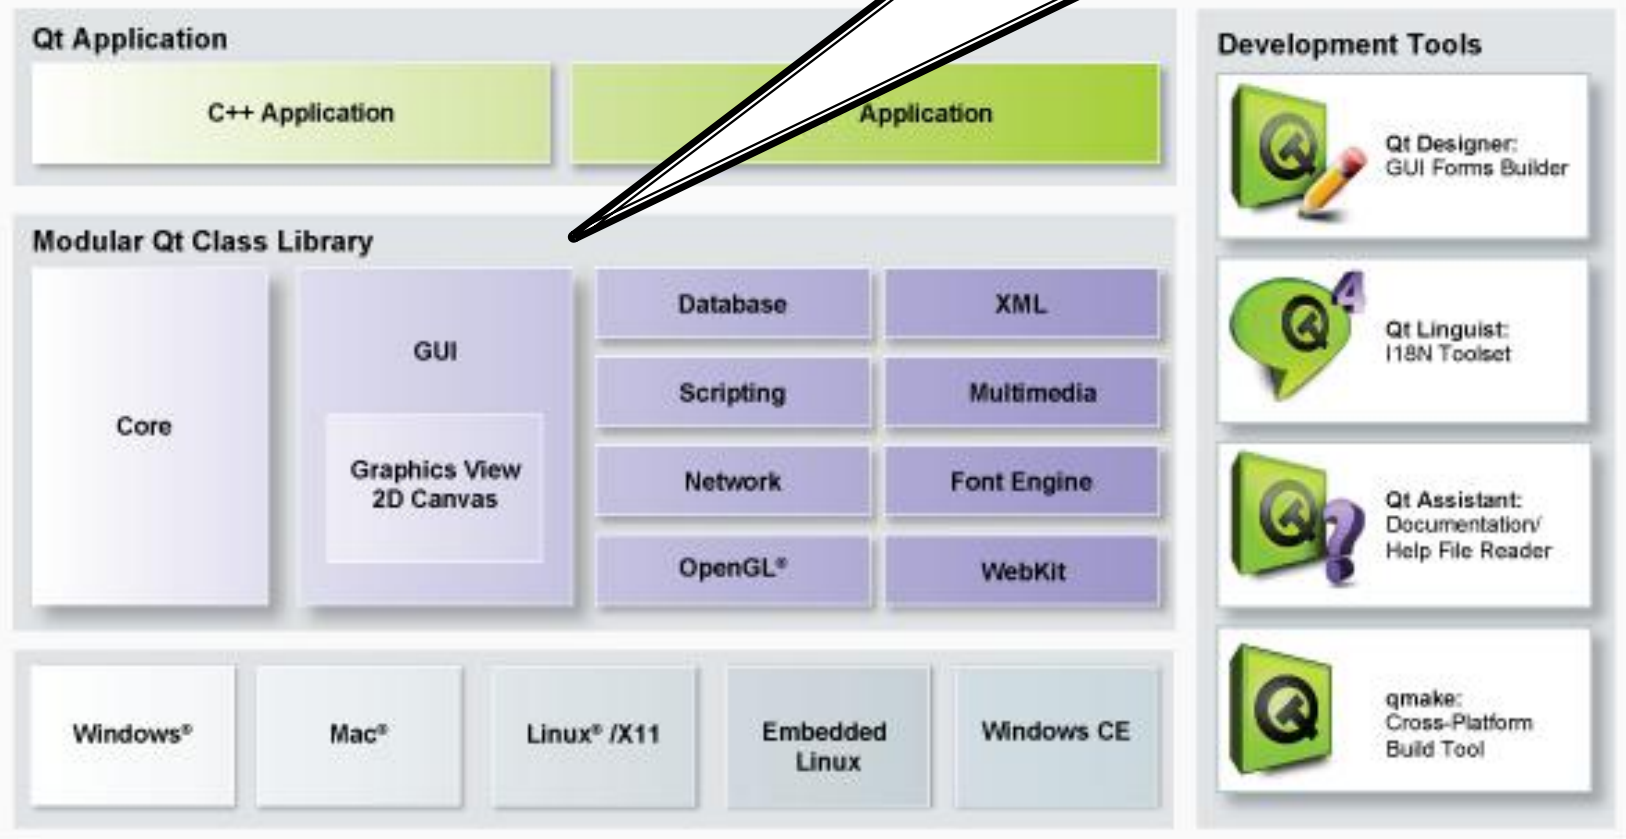 Qt Application
C++ Application
Application
Modular Qt Class Library
Core
GUI
Graphics View
2D Canvas
Database
XML
Scripting
Multimedia
Network
Font Engine
OpenGL®
WebKit
Windows®
Mac®
Linux® /X11
Embedded
Linux
Windows CE
Development Tools
Qt Designer:
GUI Forms Builder
4
Qt Linguist:
I18N Toolset
?
Qt Assistant:
Documentation/
Help File Reader
qmake:
Cross-Platform
Build Tool